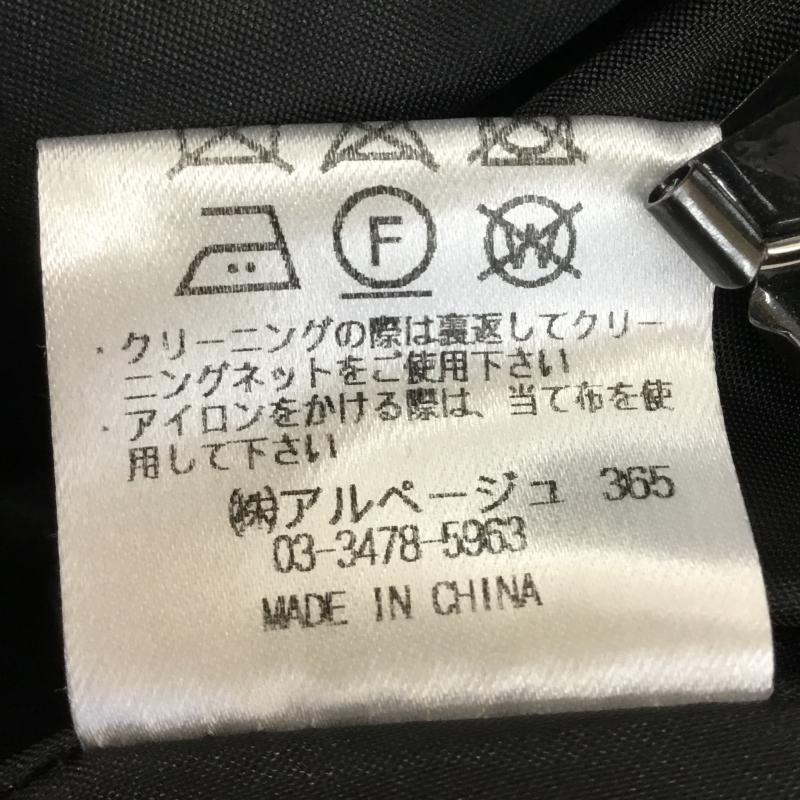 F W
・クリーニングの際は裏返してクリー
ニングネットをご使用下さい
・アイロンをかける際は、当て布を使
用して下さい
㈱アルページュ 365
03-3478-5963
MADE IN CHINA